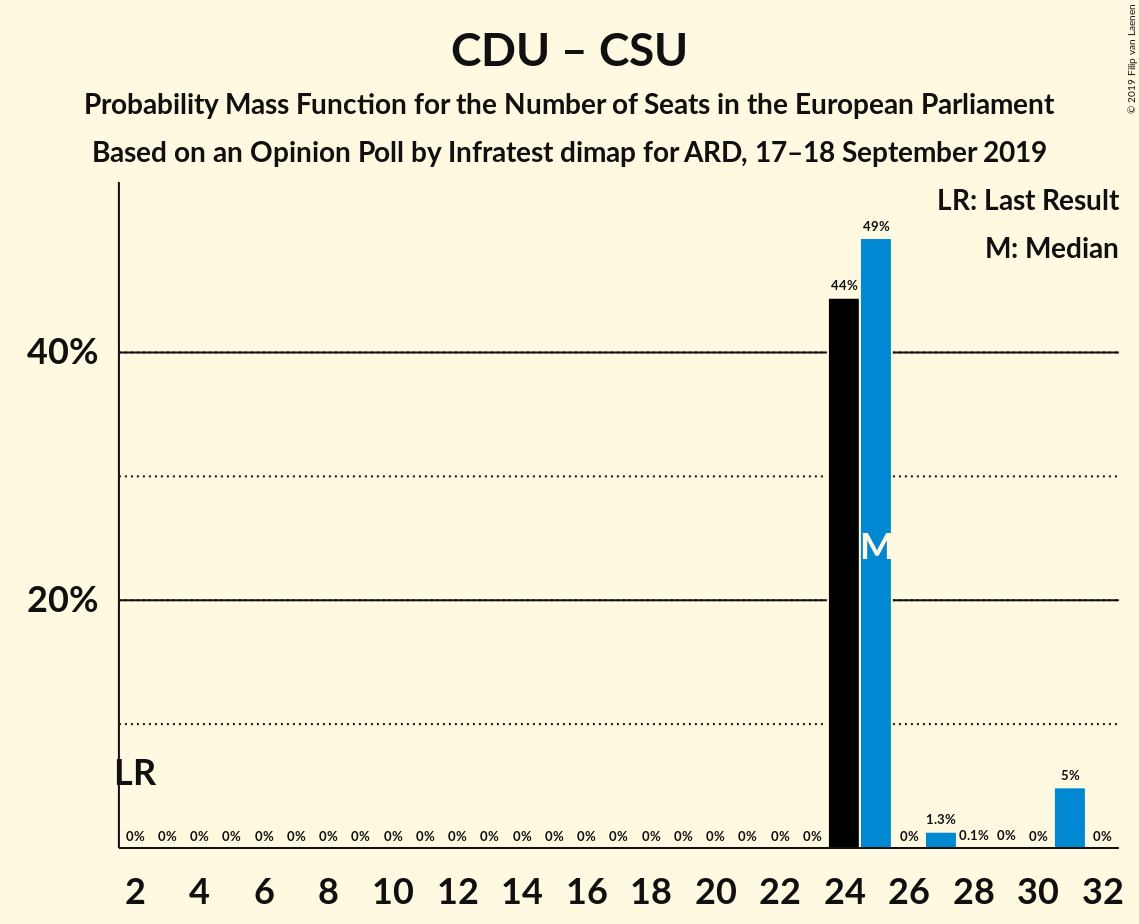 CDU – CSU
Probability Mass Function for the Number of Seats in the European Parliament
Based on an Opinion Poll by Infratest dimap for ARD, 17–18 September 2019
© 2019 Filip van Laenen
LR: Last Result
M: Median
49%
44%
40%
M
20%
LR
5%
1.3%
0% 0% 0% 0% 0% 0% 0% 0% 0% 0% 0% 0% 0% 0% 0% 0% 0% 0% 0% 0% 0% 0% 0% 0.1% 0% 0% 0%
2 4 6 8 10 12 14 16 18 20 22 24 26 28 30 32